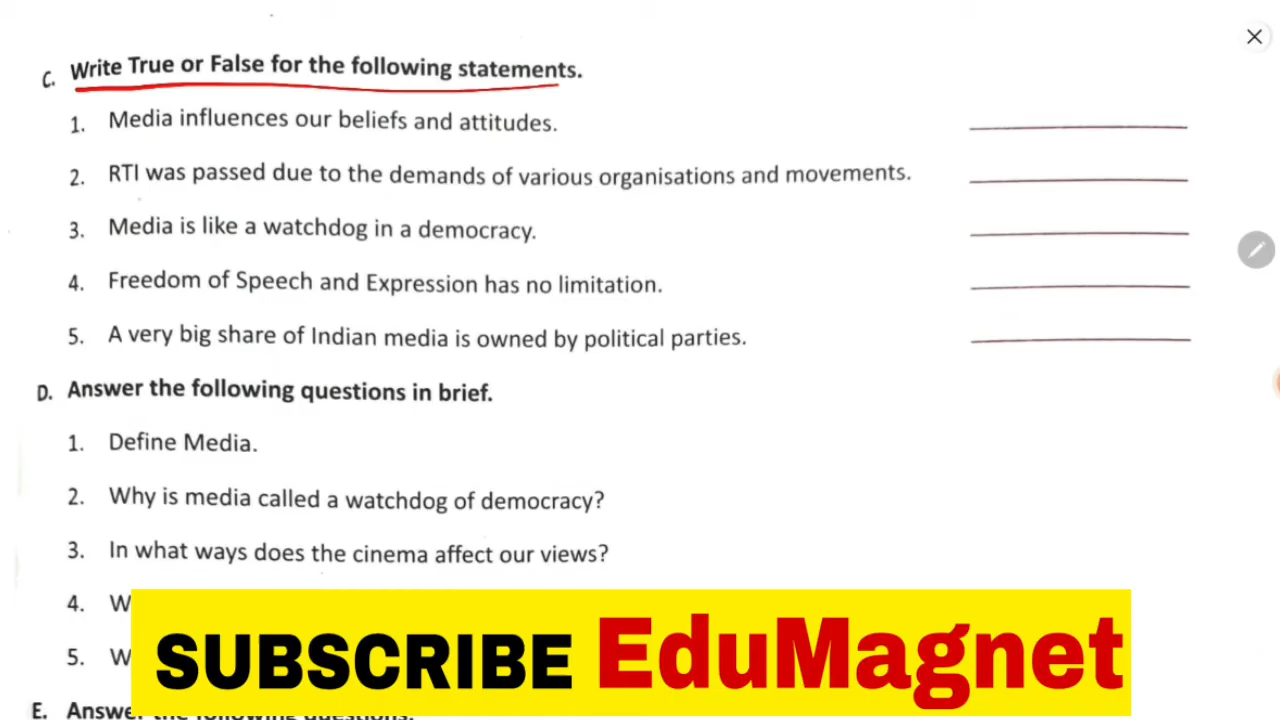 C. Write True or False for the following statements.
1. Media influences our beliefs and attitudes.
2. RTI was passed due to the demands of various organisations and movements.
3. Media is like a watchdog in a democracy.
4. Freedom of Speech and Expression has no limitation.
5. A very big share of Indian media is owned by political parties.
D. Answer the following questions in brief.
1. Define Media.
2. Why is media called a watchdog of democracy?
3. In what ways does the cinema affect our views?
4. W
5. W
SUBSCRIBE EduMagnet
E. Answer the following questions.